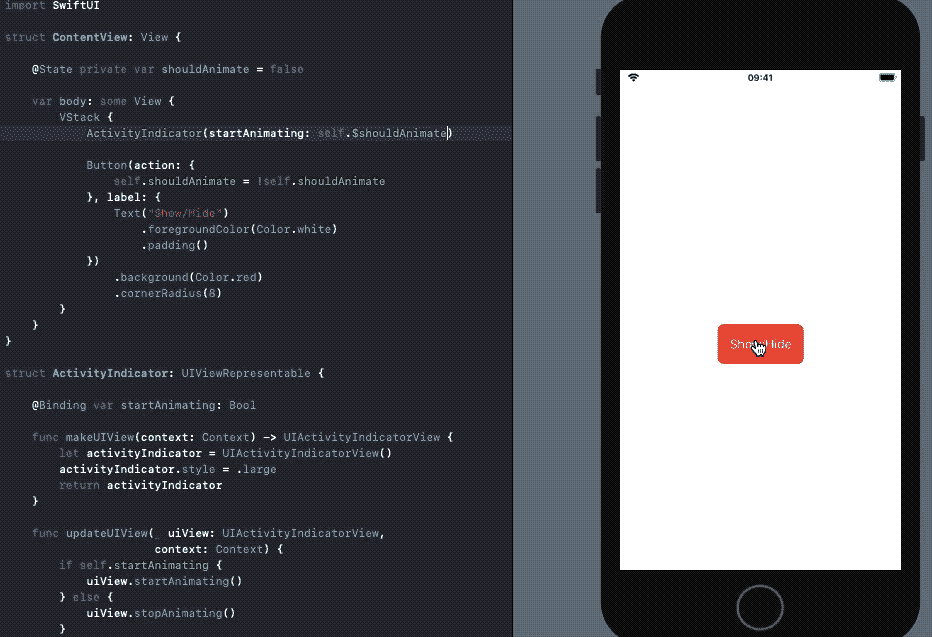 import SwiftUI
struct ContentView: View {
@State private var shouldAnimate = false
var body: some View {
VStack {
ActivityIndicator(startAnimating: self.$shouldAnimate)
Button(action: {
self.shouldAnimate = !self.shouldAnimate
}, label: {
Text("Show/Hide")
.foregroundColor(Color.white)
.padding()
})
.background(Color.red)
.cornerRadius(8)
}
}
}
struct ActivityIndicator: UIViewRepresentable {
@Binding var startAnimating: Bool
func makeUIView(context: Context) -> UIActivityIndicatorView {
let activityIndicator = UIActivityIndicatorView()
activityIndicator.style = .large
return activityIndicator
}
func updateUIView(_ uiView: UIActivityIndicatorView,
context: Context) {
if self.startAnimating {
uiView.startAnimating()
} else {
uiView.stopAnimating()
}
09:41
Show/Hide